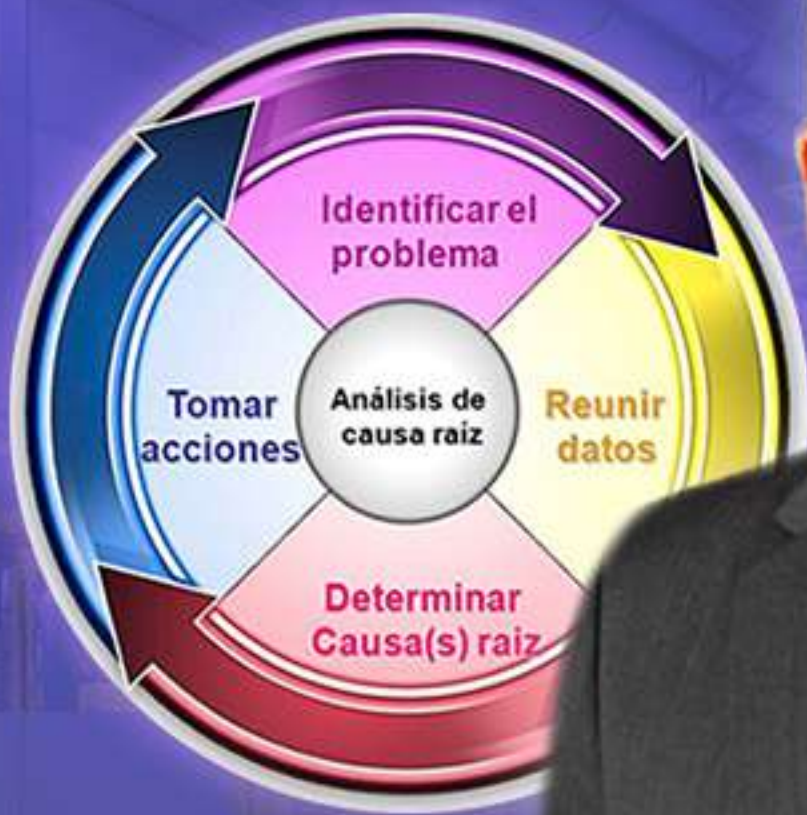 Identificar el
problema
Tomar
acciones
Análisis de
causa raiz
Reunir
datos
Determinar
Causa(s) raiz